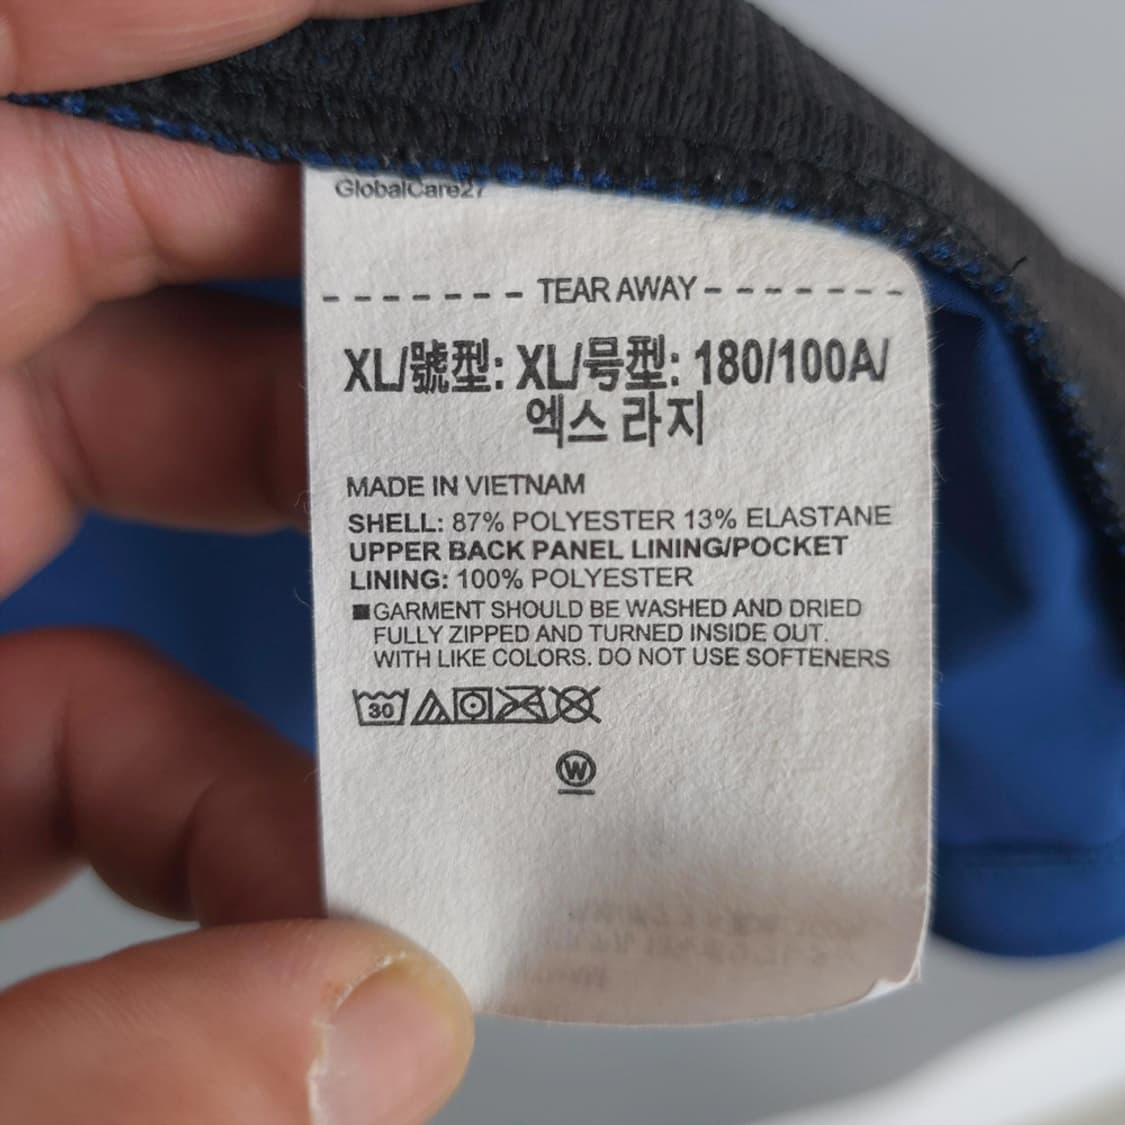 GlobalCare27
- - - - - - - TEAR AWAY - - - - - - -
XL/號型: XL/号型: 180/100A/
엑스 라지
MADE IN VIETNAM
SHELL: 87% POLYESTER 13% ELASTANE
UPPER BACK PANEL LINING/POCKET
LINING: 100% POLYESTER
■GARMENT SHOULD BE WASHED AND DRIED
FULLY ZIPPED AND TURNED INSIDE OUT.
WITH LIKE COLORS. DO NOT USE SOFTENERS
30
W